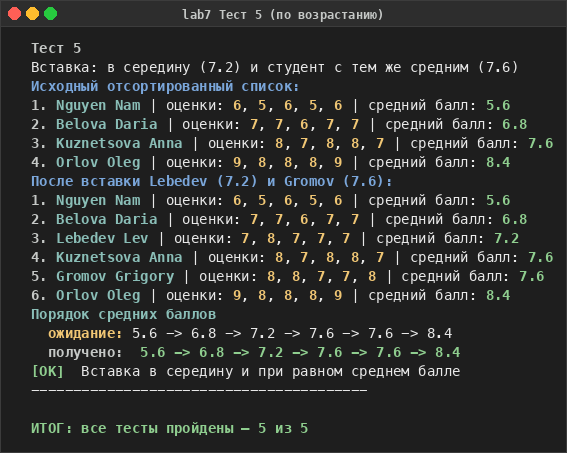 lab7 Тест 5 (по возрастанию)
Тест 5
Вставка: в середину (7.2) и студент с тем же средним (7.6)
Исходный отсортированный список:
1. Nguyen Nam | оценки: 6, 5, 6, 5, 6 | средний балл: 5.6
2. Belova Daria | оценки: 7, 7, 6, 7, 7 | средний балл: 6.8
3. Kuznetsova Anna | оценки: 8, 7, 8, 8, 7 | средний балл: 7.6
4. Orlov Oleg | оценки: 9, 8, 8, 8, 9 | средний балл: 8.4
После вставки Lebedev (7.2) и Gromov (7.6):
1. Nguyen Nam | оценки: 6, 5, 6, 5, 6 | средний балл: 5.6
2. Belova Daria | оценки: 7, 7, 6, 7, 7 | средний балл: 6.8
3. Lebedev Lev | оценки: 7, 8, 7, 7, 7 | средний балл: 7.2
4. Kuznetsova Anna | оценки: 8, 7, 8, 8, 7 | средний балл: 7.6
5. Gromov Grigory | оценки: 8, 8, 7, 7, 8 | средний балл: 7.6
6. Orlov Oleg | оценки: 9, 8, 8, 8, 9 | средний балл: 8.4
Порядок средних баллов
ожидание: 5.6 —> 6.8 —> 7.2 —> 7.6 —> 7.6 —> 8.4
получено: 5.6 —> 6.8 —> 7.2 —> 7.6 —> 7.6 —> 8.4
[OK] Вставка в середину и при равном среднем балле
————————————————————————————————————————
ИТОГ: все тесты пройдены — 5 из 5